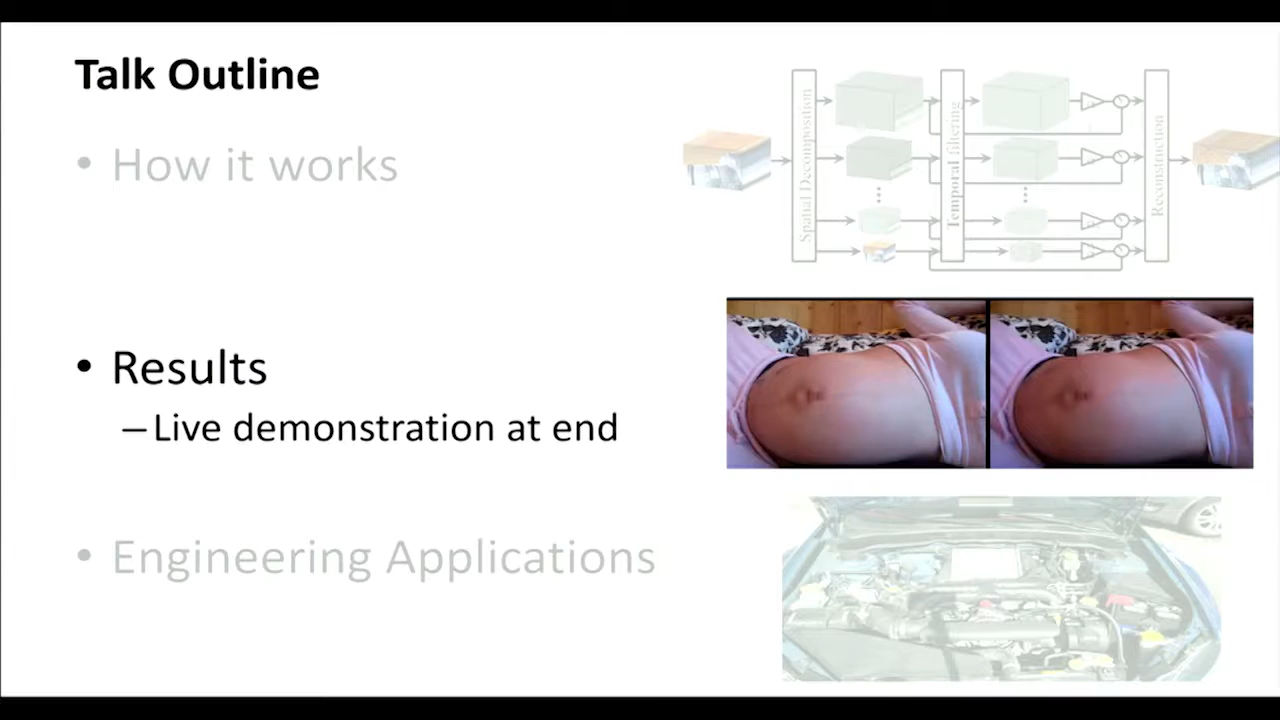 Talk Outline
• How it works
Spatial Decomposition
Temporal filtering
Reconstruction
• Results
– Live demonstration at end
• Engineering Applications